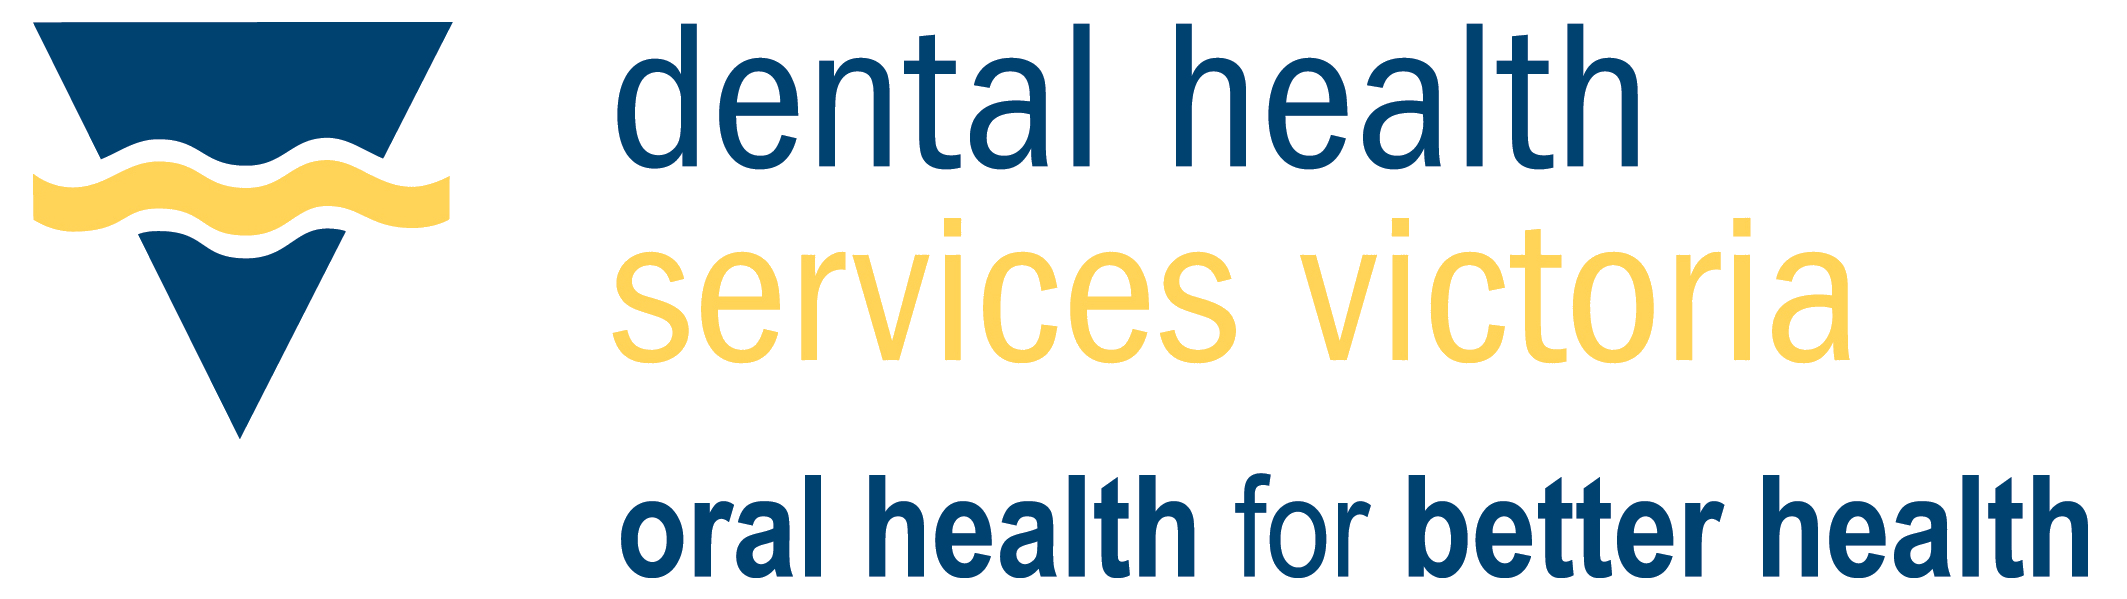 dental health
services victoria
oral health for better health